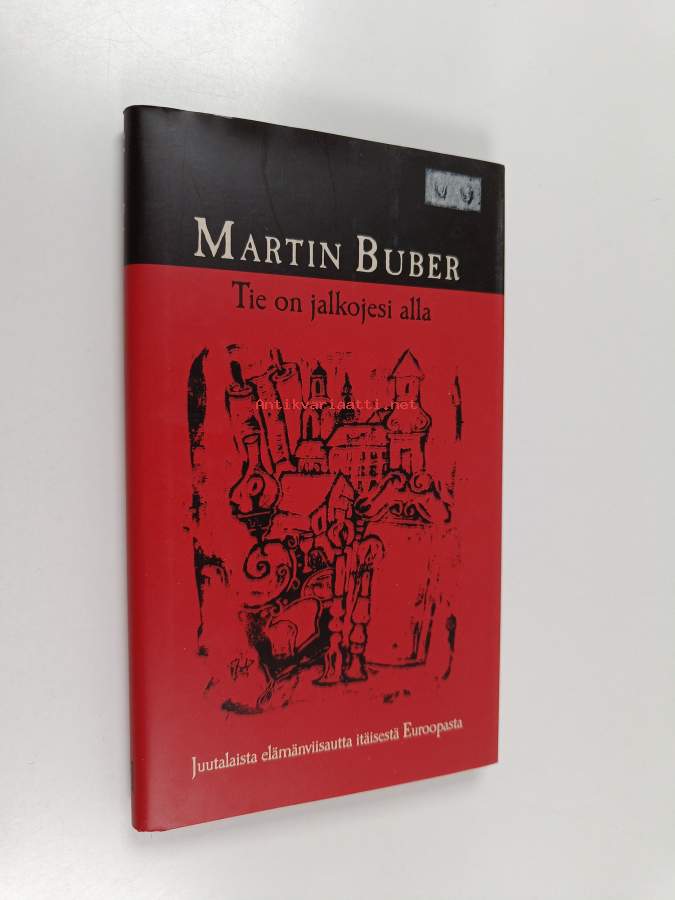 MARTIN BUBER
Tie on jalkojesi alla
Antikvariaatti.net
Juutalaista elämänviisautta itäisestä Euroopasta